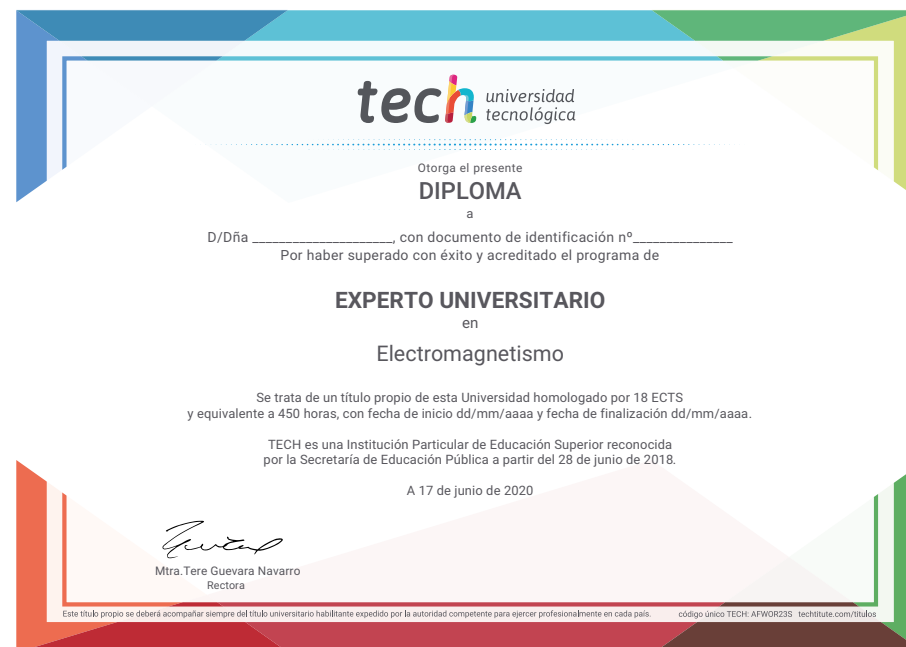 tech universidad
tecnológica
Otorga el presente
DIPLOMA
a
D/Dña ______________________, con documento de identificación nº_______________
Por haber superado con éxito y acreditado el programa de
EXPERTO UNIVERSITARIO
en
Electromagnetismo
Se trata de un título propio de esta Universidad homologado por 18 ECTS
y equivalente a 450 horas, con fecha de inicio dd/mm/aaaa y fecha de finalización dd/mm/aaaa.
TECH es una Institución Particular de Educación Superior reconocida
por la Secretaría de Educación Pública a partir del 28 de junio de 2018.
A 17 de junio de 2020
Mtra.Tere Guevara Navarro
Rectora
Este título propio se deberá acompañar siempre del título universitario habilitante expedido por la autoridad competente para ejercer profesionalmente en cada país. código único TECH: AFWOR23S techtitute.com/titulos